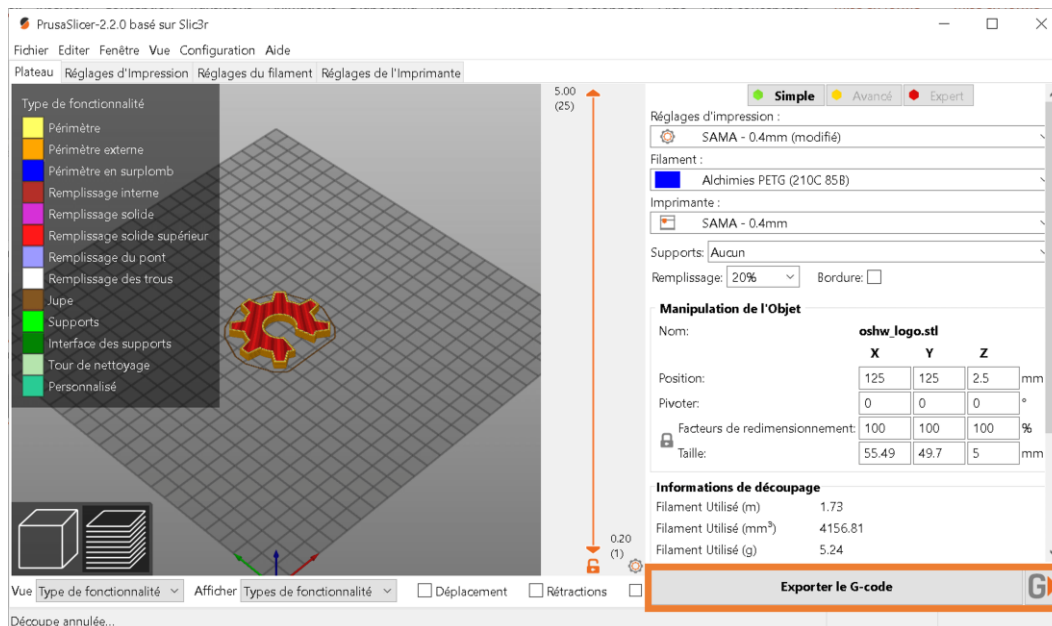 PrusaSlicer-2.2.0 basé sur Slic3r
Fichier Editer Fenêtre Vue Configuration Aide
Plateau Réglages d'Impression Réglages du filament Réglages de l'Imprimante
Type de fonctionnalité
Périmètre
Périmètre externe
Périmètre en surplomb
Remplissage interne
Remplissage solide
Remplissage solide supérieur
Remplissage du pont
Remplissage des trous
Jupe
Supports
Interface des supports
Tour de nettoyage
Personnalisé
5.00
(25)
0.20
(1)
Simple Avancé Expert
Réglages d'impression :
SAMA - 0.4mm (modifié)
Filament :
Alchimies PETG (210C 85B)
Imprimante :
SAMA - 0.4mm
Supports: Aucun
Remplissage: 20% Bordure:
Manipulation de l'Objet
Nom: oshw_logo.stl
X Y Z
Position: 125 125 2.5 mm
Pivoter: 0 0 0 °
Facteurs de redimensionnement: 100 100 100 %
Taille: 55.49 49.7 5 mm
Informations de découpage
Filament Utilisé (m) 1.73
Filament Utilisé (mm³) 4156.81
Filament Utilisé (g) 5.24
Exporter le G-code G
Vue Type de fonctionnalité Afficher Types de fonctionnalité Déplacement Rétractions
Découpe annulée...